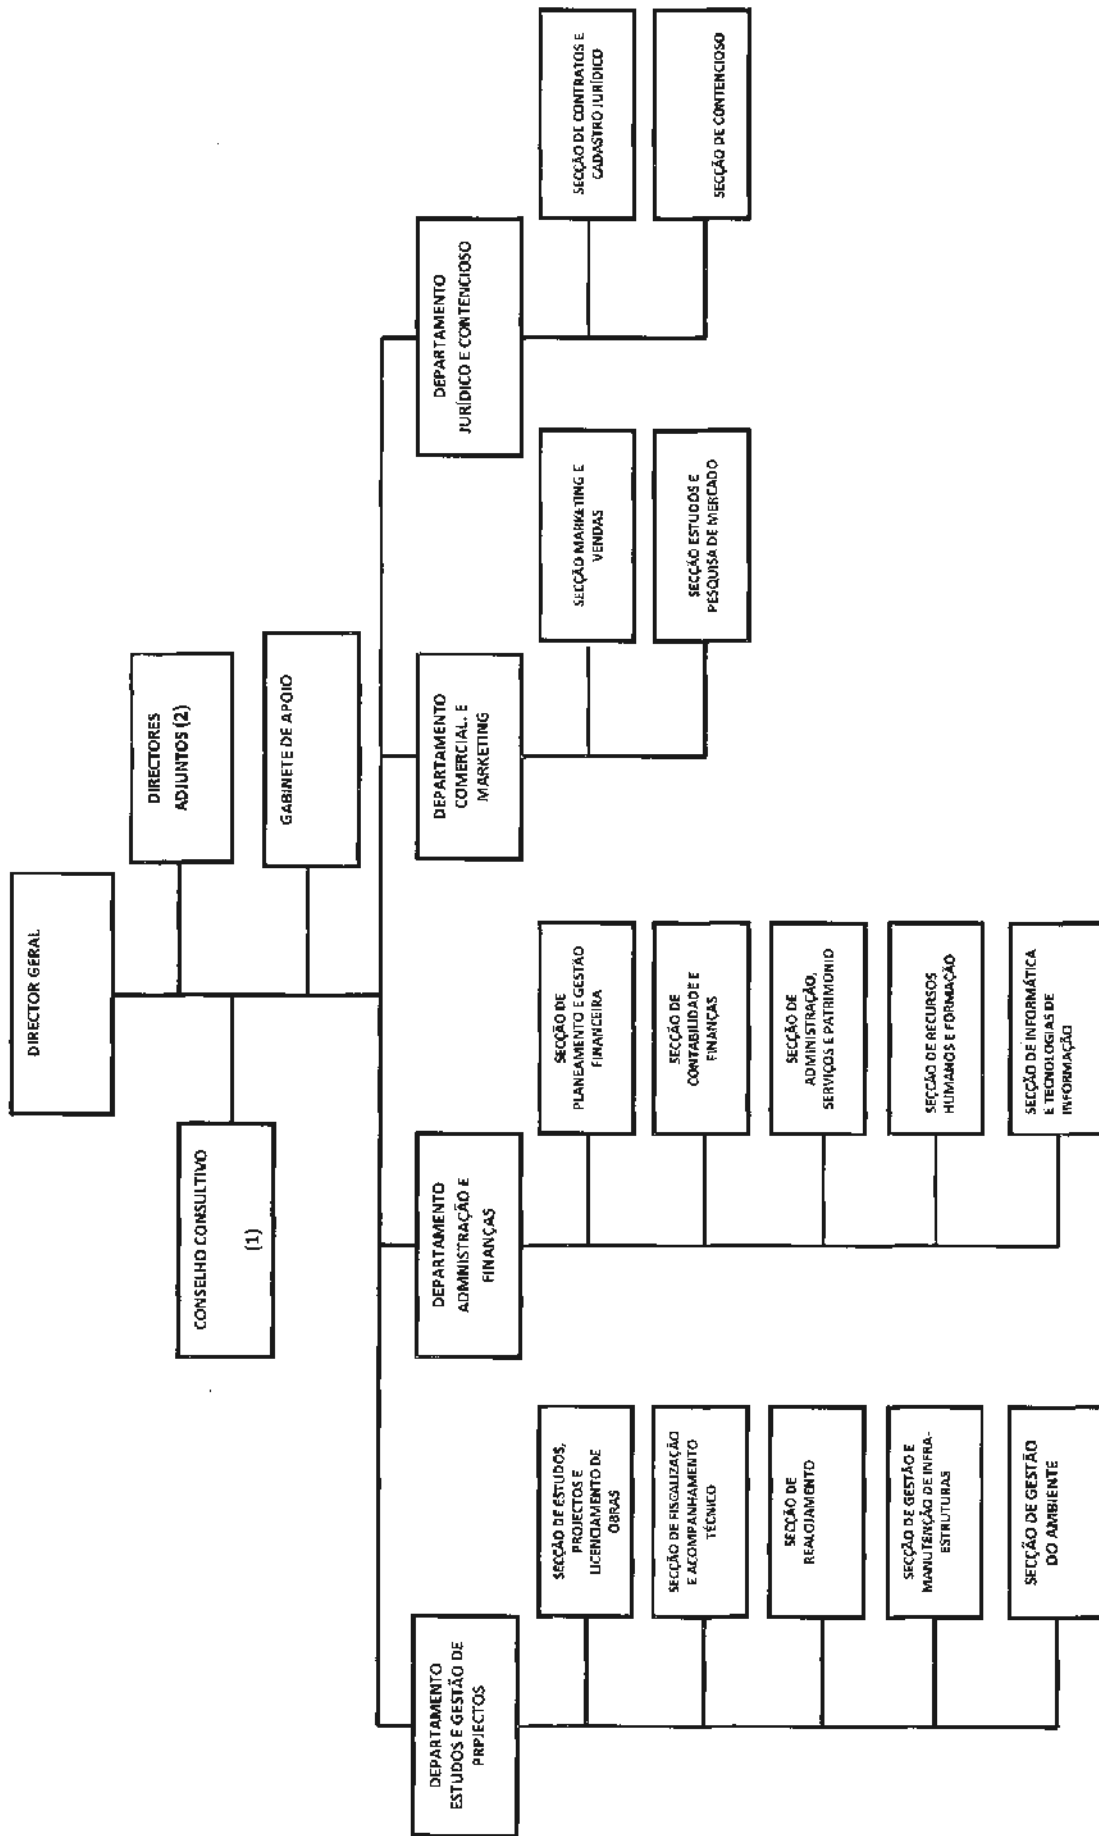 DIRECTOR GERAL
DIRECTORES
ADJUNTOS (2)
CONSELHO CONSULTIVO
(1)
GABINETE DE APOIO
DEPARTAMENTO
ESTUDOS E GESTÃO DE
PRPJECTOS
SECÇÃO DE ESTUDOS,
PROJECTOS E
LICENCIAMENTO DE
OBRAS
SECÇÃO DE FISCALIZAÇÃO
E ACOMPANHAMENTO
TÉCNICO
SECÇÃO DE
REALOJAMENTO
SECÇÃO DE GESTÃO E
MANUTENÇÃO DE INFRA-
ESTRUTURAS
SECÇÃO DE GESTÃO
DO AMBIENTE
DEPARTAMENTO
ADMNISTRAÇÃO E
FINANÇAS
SECÇÃO DE
PLANEAMENTO E GESTÃO
FINANCEIRA
SECÇÃO DE
CONTABILIDADE E
FINANÇAS
SECÇÃO DE
ADMINISTRAÇÃO,
SERVIÇOS E PATRIMÓNIO
SECÇÃO DE RECURSOS
HUMANOS E FORMAÇÃO
SECÇÃO DE INFORMÁTICA
E TECNOLOGIAS DE
INFORMAÇÃO
DEPARTAMENTO
COMERCIAL. E
MARKETING
SECÇÃO MARKETING E
VENDAS
SECÇÃO ESTUDOS E
PESQUISA DE MERCADO
DEPARTAMENTO
JURÍDICO E CONTENCIOSO
SECÇÃO DE CONTRATOS E
CADASTRO JURÍDICO
SECÇÃO DE CONTENCIOSO